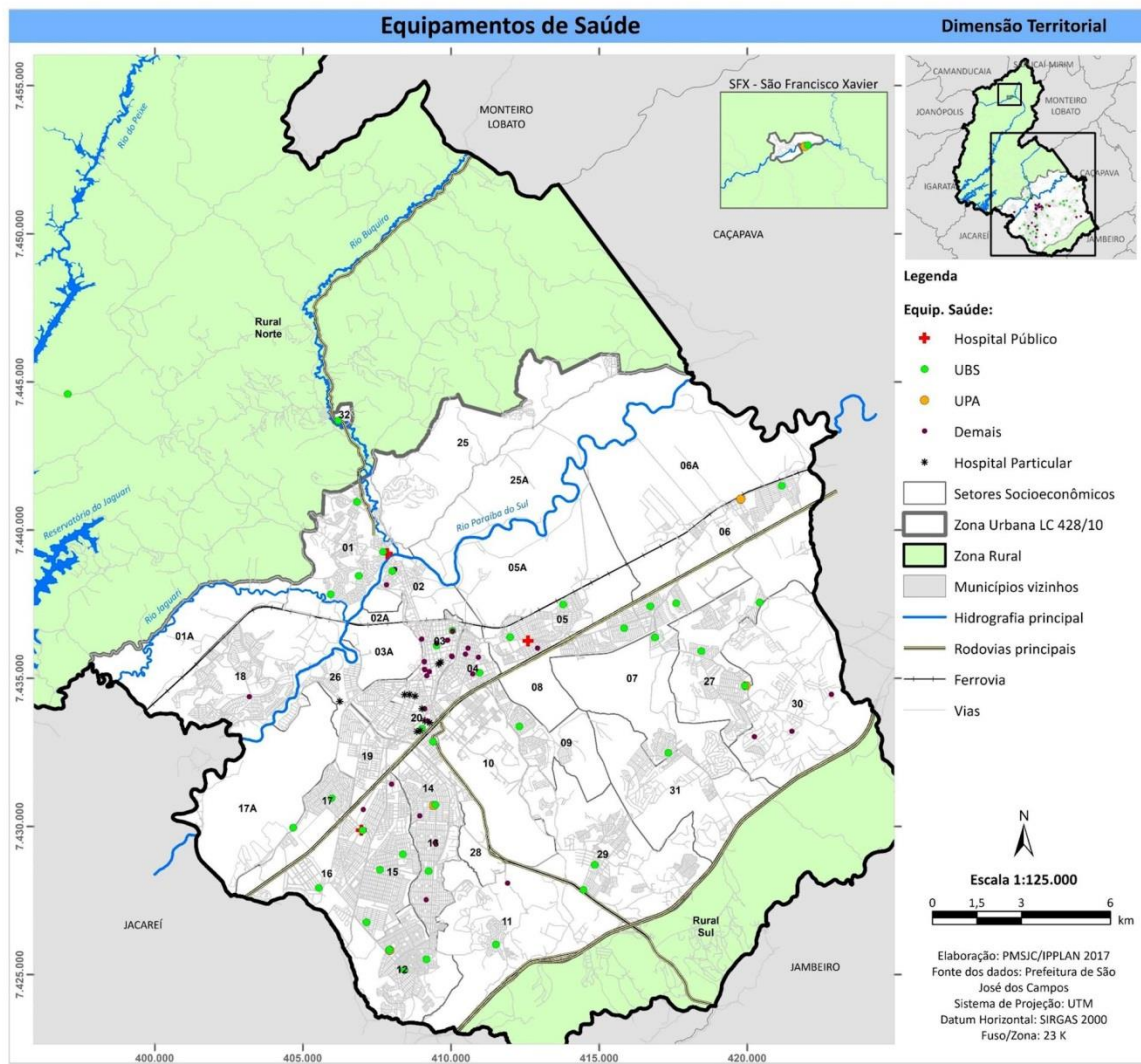 Equipamentos de Saúde
Dimensão Territorial
7.455.000
7.450.000
7.445.000
7.440.000
7.435.000
7.430.000
7.425.000
400.000
405.000
410.000
415.000
420.000
MONTEIRO
LOBATO
SFX - São Francisco Xavier
CAÇAPAVA
Rio do Peixe
Rio Buquira
Rural
Norte
32
25
25A
06A
Reservatório do Jaguari
Rio Paraíba do Sul
06
01
02
05A
Rio Jaguari
02A
01A
03
05
03A
04
18
26
08
07
27
30
20
19
10
09
31
17A
17
14
13
28
29
16
15
11
12
Rural
Sul
JACAREÍ
JAMBEIRO
CAMANDUCAIA
JOANÓPOLIS
MONTEIRO
LOBATO
CAÇAPAVA
IGARATÁ
JACAREÍ
JAMBEIRO
Legenda
Equip. Saúde:
Hospital Público
UBS
UPA
Demais
Hospital Particular
Setores Socioeconômicos
Zona Urbana LC 428/10
Zona Rural
Municípios vizinhos
Hidrografia principal
Rodovias principais
Ferrovia
Vias
N
Escala 1:125.000
0 1,5 3 6
km
Elaboração: PMSJC/IPPLAN 2017
Fonte dos dados: Prefeitura de São
José dos Campos
Sistema de Projeção: UTM
Datum Horizontal: SIRGAS 2000
Fuso/Zona: 23 K